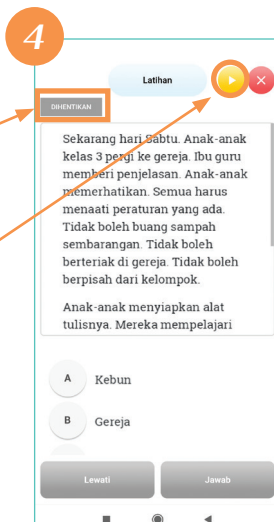 4
Latihan
DIHENTIKAN
Sekarang hari Sabtu. Anak-anak
kelas 3 pergi ke gereja. Ibu guru
memberi penjelasan. Anak-anak
memerhatikan. Semua harus
menaati peraturan yang ada.
Tidak boleh buang sampah
sembarangan. Tidak boleh
berteriak di gereja. Tidak boleh
berpisah dari kelompok.
Anak-anak menyiapkan alat
tulisnya. Mereka mempelajari
A Kebun
B Gereja
Lewati Jawab